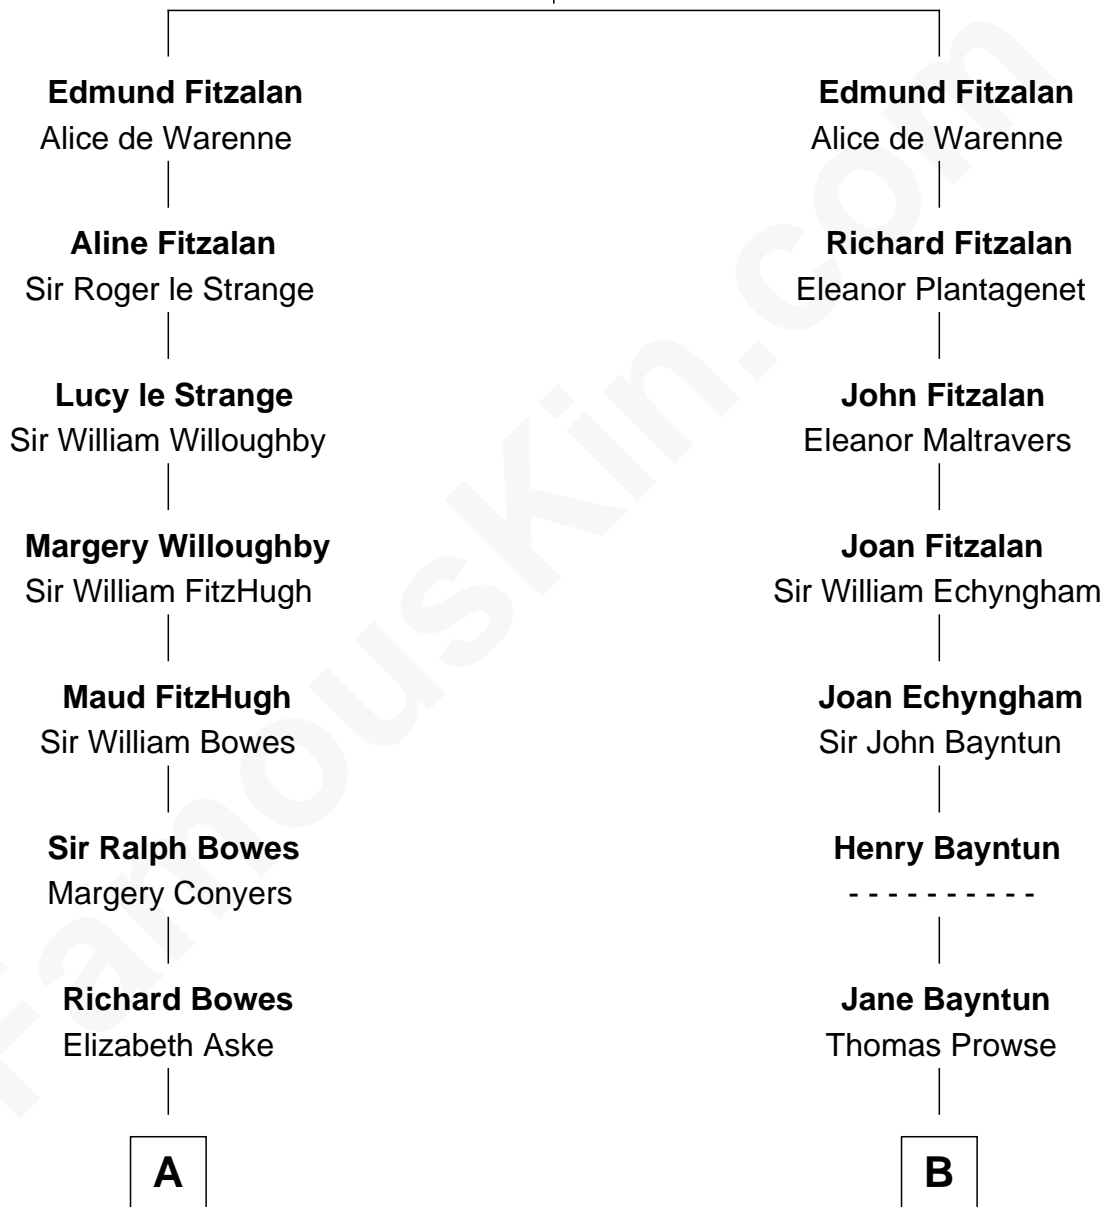 Edmund Fitzalan
Alice de Warenne
Aline Fitzalan
Sir Roger le Strange
Lucy le Strange
Sir William Willoughby
Margery Willoughby
Sir William FitzHugh
Maud FitzHugh
Sir William Bowes
Sir Ralph Bowes
Margery Conyers
Richard Bowes
Elizabeth Aske
A
Edmund Fitzalan
Alice de Warenne
Richard Fitzalan
Eleanor Plantagenet
John Fitzalan
Eleanor Maltravers
Joan Fitzalan
Sir William Echyngham
Joan Echyngham
Sir John Bayntun
Henry Bayntun
- - - - - - - - - -
Jane Bayntun
Thomas Prowse
B
FamousKin.com